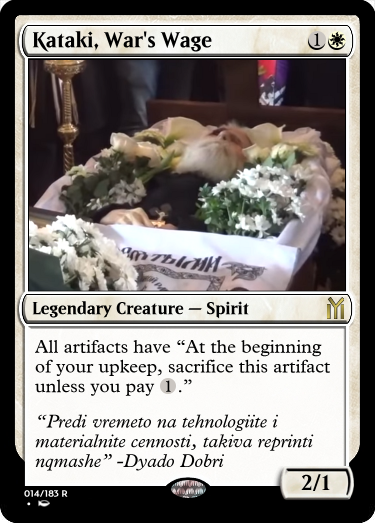 Kataki, War's Wage
1
Legendary Creature — Spirit
All artifacts have “At the beginning
of your upkeep, sacrifice this artifact
unless you pay 1.”
“Predi vremeto na tehnologiite i
materialnite cennosti, takiva reprinti
nqmashe” -Dyado Dobri
014/183 R
2/1